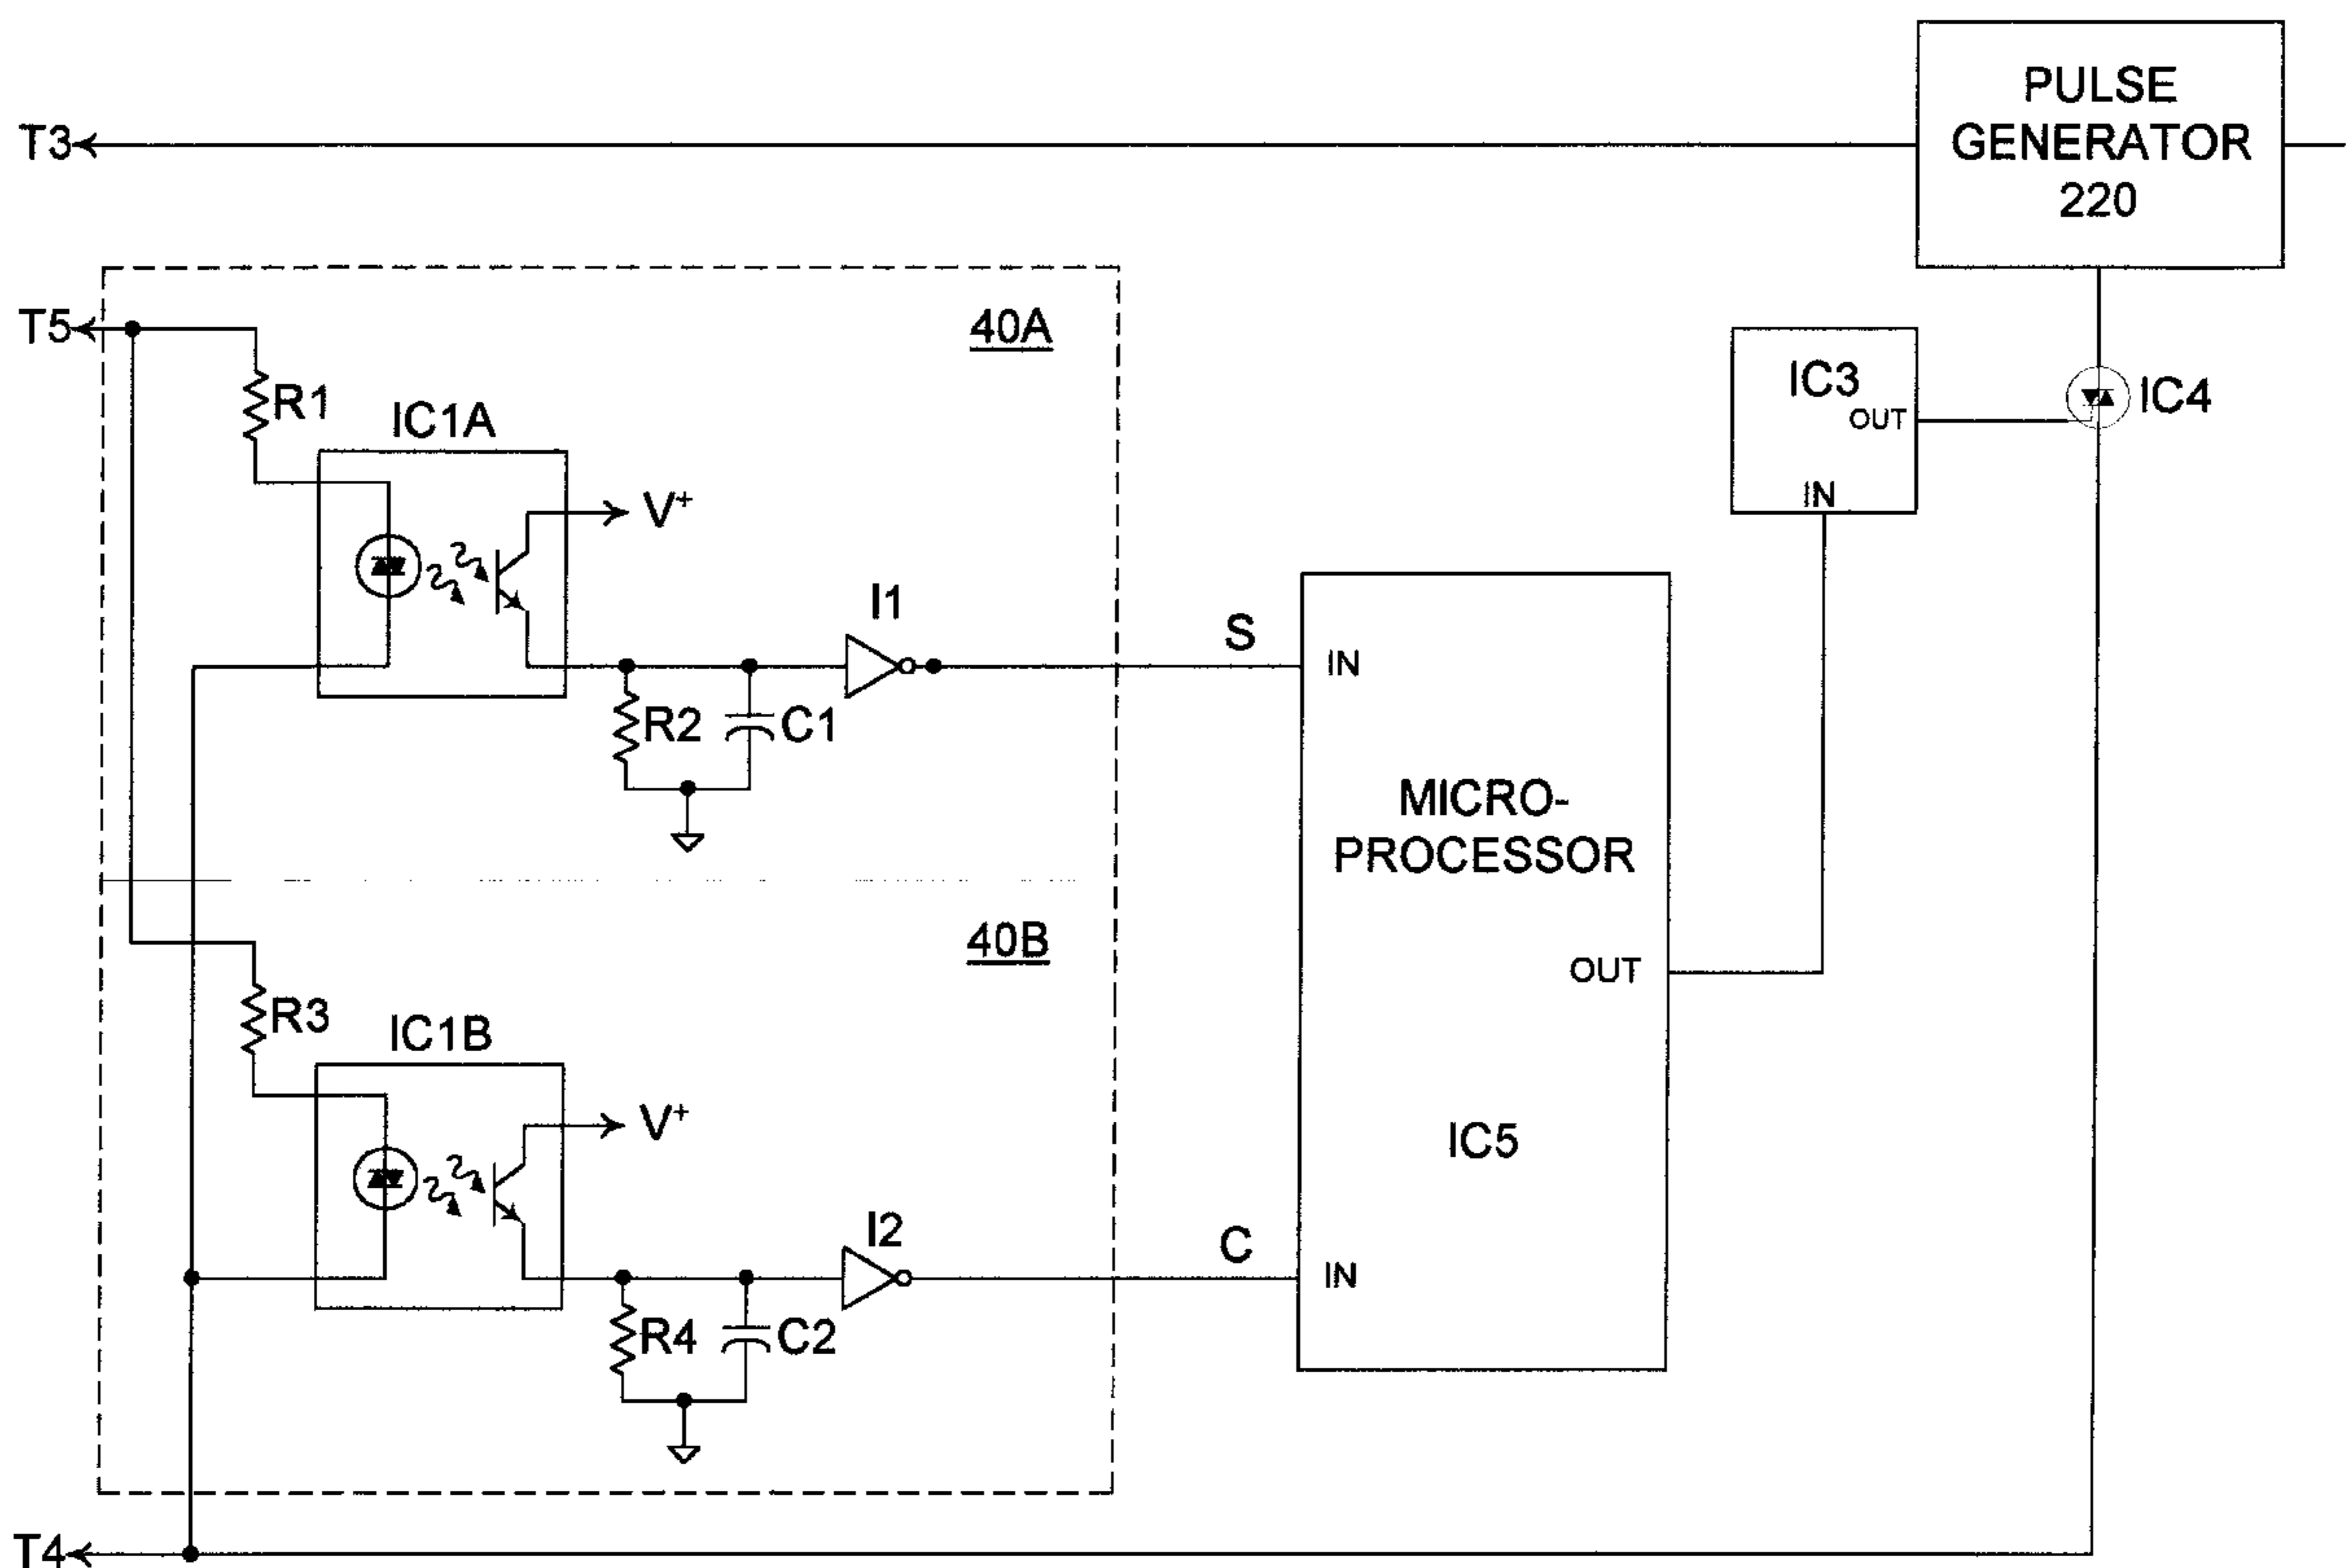 PULSE
GENERATOR
220
T3
T5
40A
R1
IC1A
V+
IC3
OUT
IN
IC4
I1
S
IN
R2
C1
MICRO-
PROCESSOR
40B
OUT
R3
IC1B
V+
IC5
I2
C
IN
R4
C2
T4